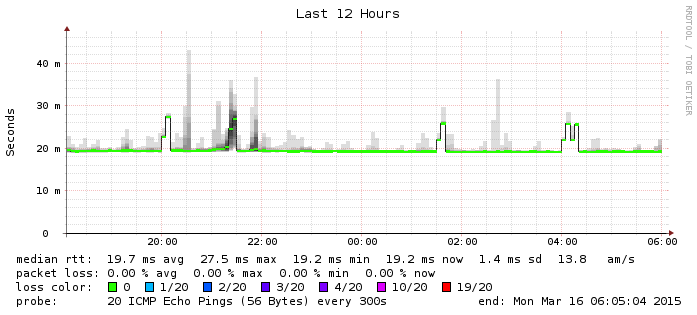 Last 12 Hours
RRDTOOL / TOBI OETIKER
Seconds
40 m
30 m
20 m
10 m
0
20:00 22:00 00:00 02:00 04:00 06:00
median rtt: 19.7 ms avg 27.5 ms max 19.2 ms min 19.2 ms now 1.4 ms sd 13.8 am/s
packet loss: 0.00 % avg 0.00 % max 0.00 % min 0.00 % now
loss color: 0 1/20 2/20 3/20 4/20 10/20 19/20
probe: 20 ICMP Echo Pings (56 Bytes) every 300s end: Mon Mar 16 06:05:04 2015